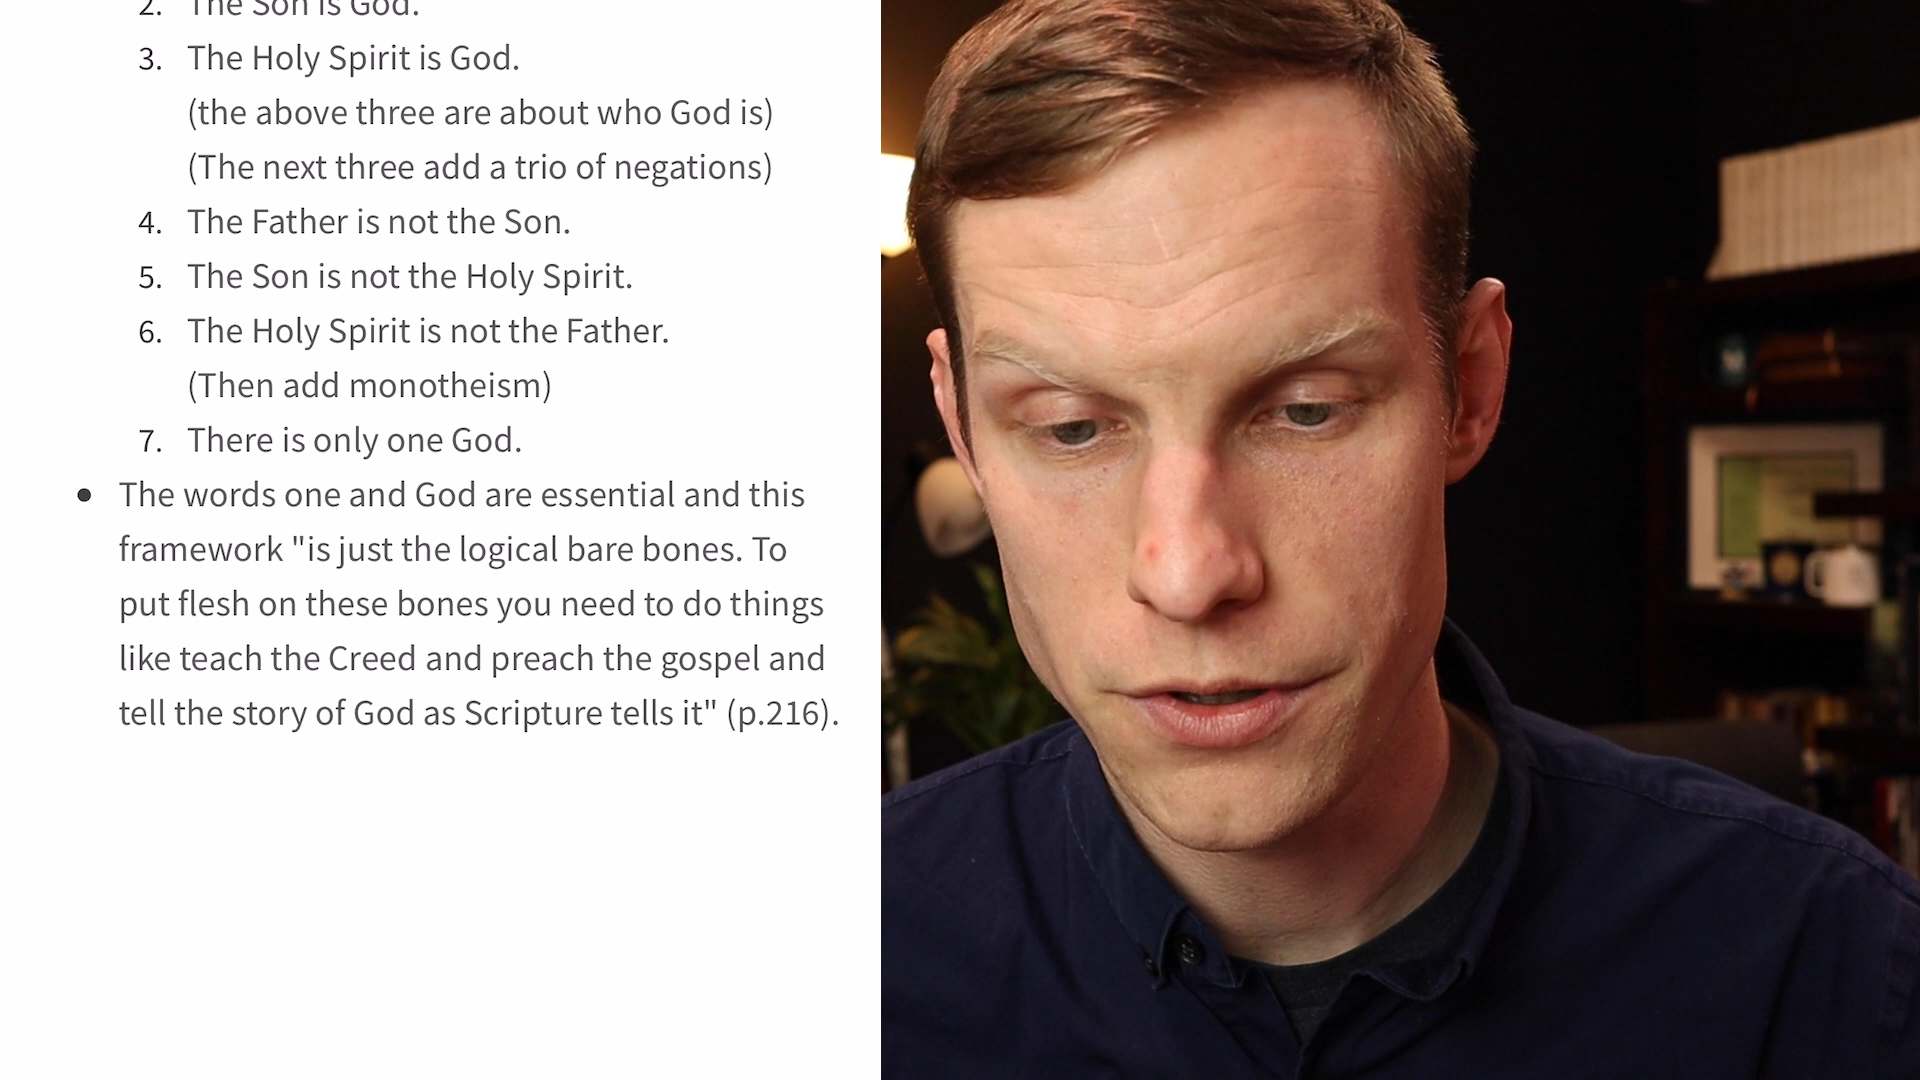 2. The Son is God.
3. The Holy Spirit is God.
(the above three are about who God is)
(The next three add a trio of negations)
4. The Father is not the Son.
5. The Son is not the Holy Spirit.
6. The Holy Spirit is not the Father.
(Then add monotheism)
7. There is only one God.
• The words one and God are essential and this
framework "is just the logical bare bones. To
put flesh on these bones you need to do things
like teach the Creed and preach the gospel and
tell the story of God as Scripture tells it" (p.216).